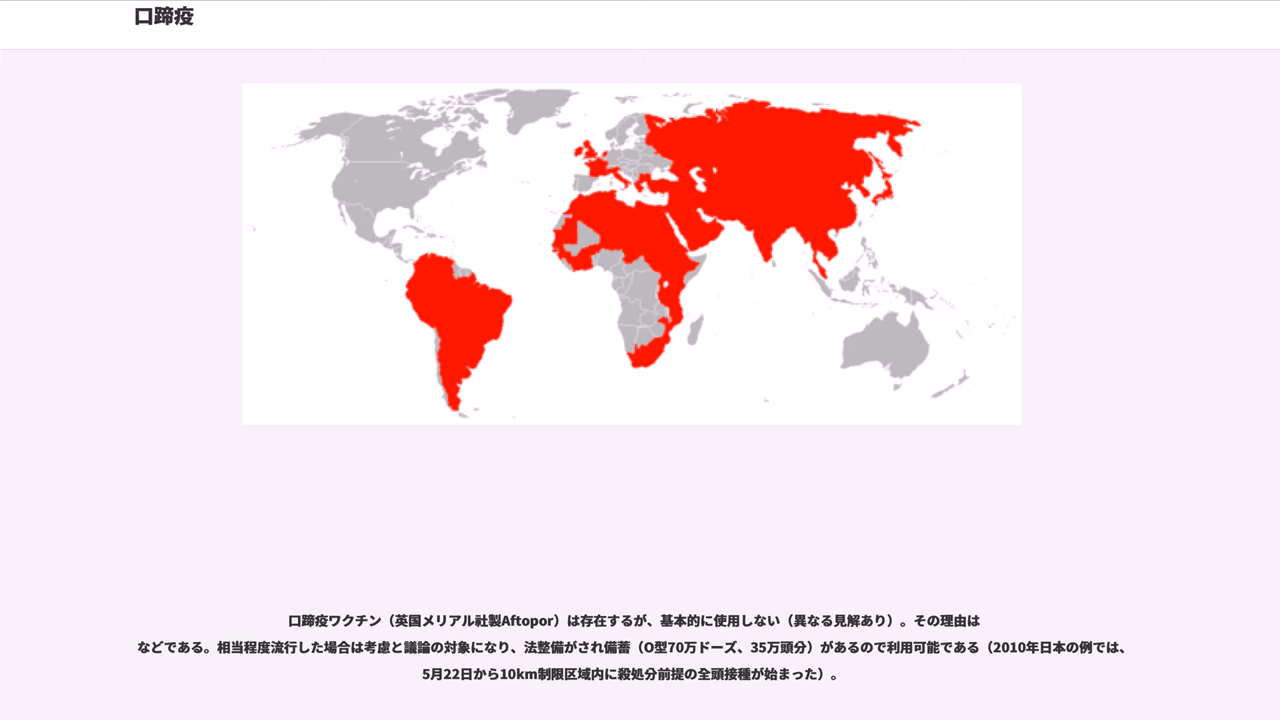 口蹄疫
口蹄疫ワクチン（英国メリアル社製Aftopor）は存在するが、基本的に使用しない（異なる見解あり）。その理由は
などである。相当程度流行した場合は考慮と議論の対象になり、法整備がされ備蓄（O型70万ドーズ、35万頭分）があるので利用可能である（2010年日本の例では、
5月22日から10km制限区域内に殺処分前提の全頭接種が始まった）。